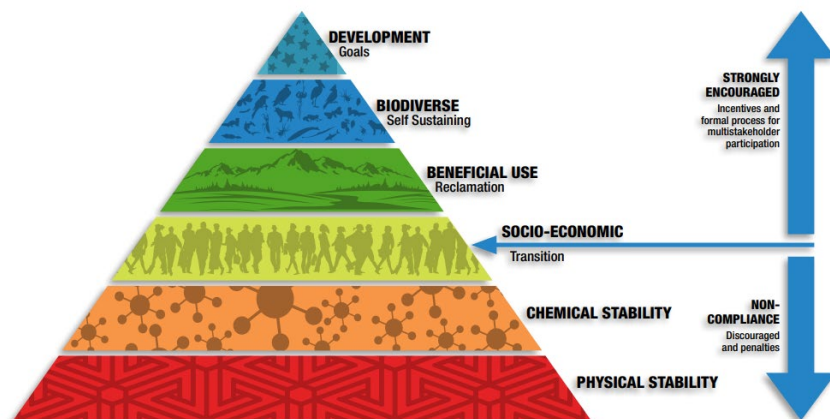 DEVELOPMENT
Goals
BIODIVERSE
Self Sustaining
BENEFICIAL USE
Reclamation
SOCIO-ECONOMIC
Transition
CHEMICAL STABILITY
PHYSICAL STABILITY
STRONGLY
ENCOURAGED
Incentives and
formal process for
multistakeholder
participation
NON-
COMPLIANCE
Discouraged
and penalties